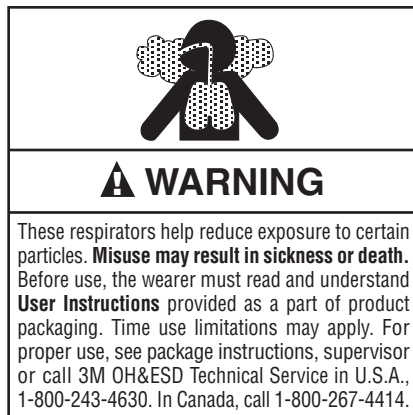 WARNING
These respirators help reduce exposure to certain
particles. Misuse may result in sickness or death.
Before use, the wearer must read and understand
User Instructions provided as a part of product
packaging. Time use limitations may apply. For
proper use, see package instructions, supervisor
or call 3M OH&ESD Technical Service in U.S.A.,
1-800-243-4630. In Canada, call 1-800-267-4414.